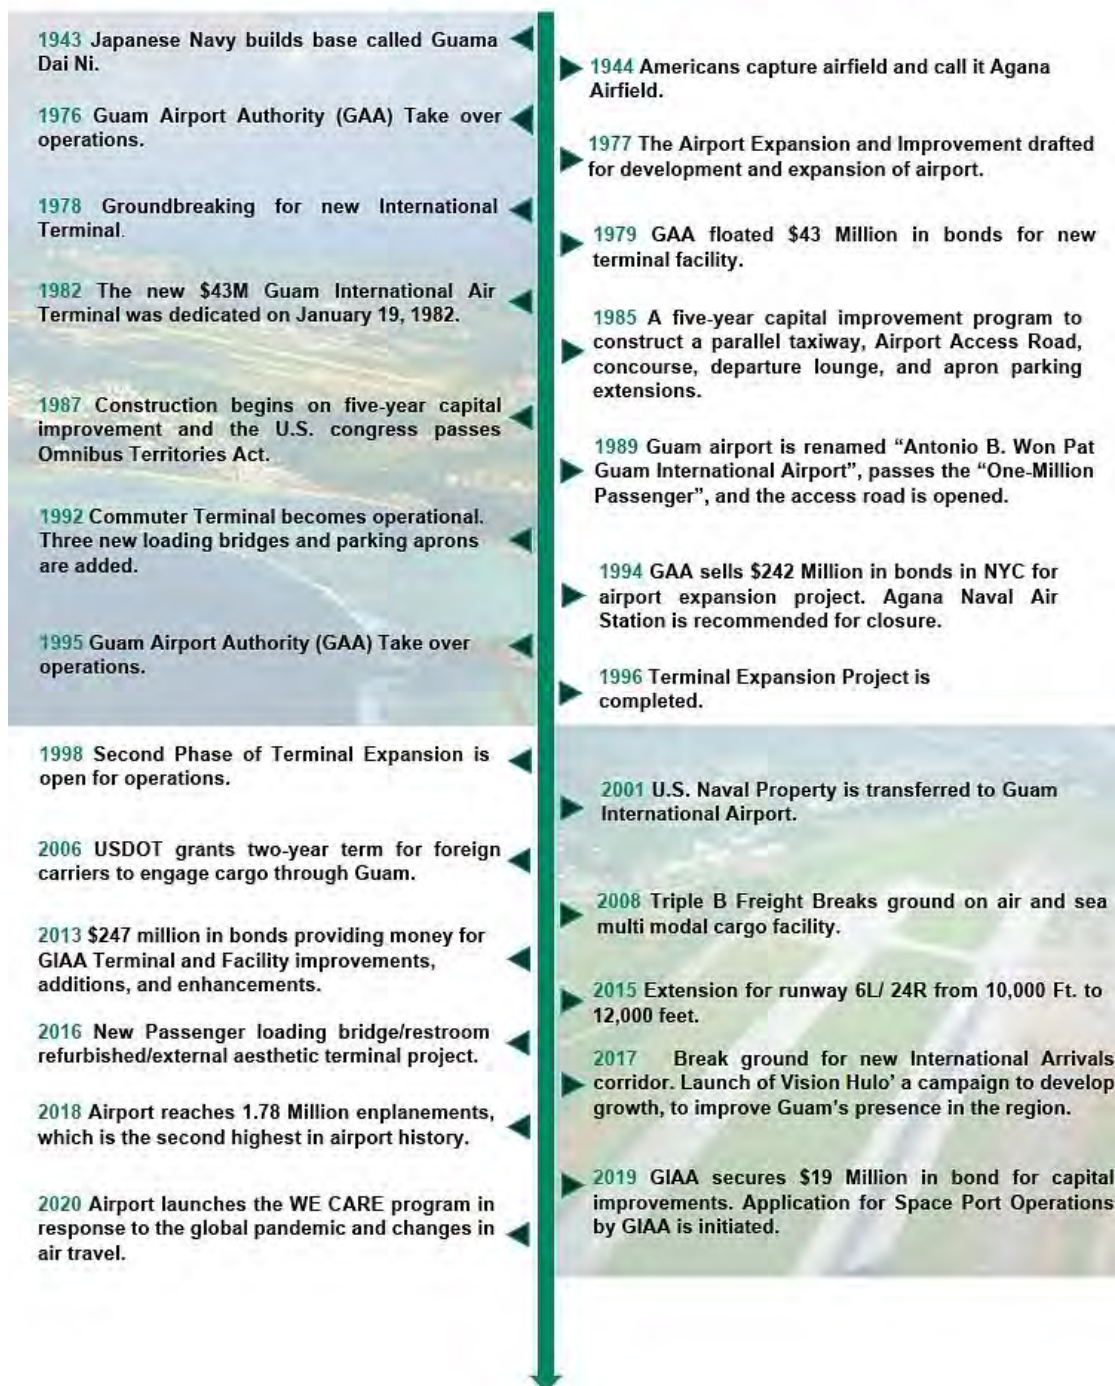 1943 Japanese Navy builds base called Guama
Dai Ni.
1944 Americans capture airfield and call it Agana
Airfield.
1976 Guam Airport Authority (GAA) Take over
operations.
1977 The Airport Expansion and Improvement drafted
for development and expansion of airport.
1978 Groundbreaking for new International
Terminal.
1979 GAA floated $43 Million in bonds for new
terminal facility.
1982 The new $43M Guam International Air
Terminal was dedicated on January 19, 1982.
1985 A five-year capital improvement program to
construct a parallel taxiway, Airport Access Road,
concourse, departure lounge, and apron parking
extensions.
1987 Construction begins on five-year capital
improvement and the U.S. congress passes
Omnibus Territories Act.
1989 Guam airport is renamed “Antonio B. Won Pat
Guam International Airport”, passes the “One-Million
Passenger”, and the access road is opened.
1992 Commuter Terminal becomes operational.
Three new loading bridges and parking aprons
are added.
1994 GAA sells $242 Million in bonds in NYC for
airport expansion project. Agana Naval Air
Station is recommended for closure.
1995 Guam Airport Authority (GAA) Take over
operations.
1996 Terminal Expansion Project is
completed.
1998 Second Phase of Terminal Expansion is
open for operations.
2001 U.S. Naval Property is transferred to Guam
International Airport.
2006 USDOT grants two-year term for foreign
carriers to engage cargo through Guam.
2008 Triple B Freight Breaks ground on air and sea
multi modal cargo facility.
2013 $247 million in bonds providing money for
GIAA Terminal and Facility improvements,
additions, and enhancements.
2015 Extension for runway 6L/ 24R from 10,000 Ft. to
12,000 feet.
2016 New Passenger loading bridge/restroom
refurbished/external aesthetic terminal project.
2017 Break ground for new International Arrivals
corridor. Launch of Vision Hulo’ a campaign to develop
growth, to improve Guam’s presence in the region.
2018 Airport reaches 1.78 Million enplanements,
which is the second highest in airport history.
2019 GIAA secures $19 Million in bond for capital
improvements. Application for Space Port Operations
by GIAA is initiated.
2020 Airport launches the WE CARE program in
response to the global pandemic and changes in
air travel.